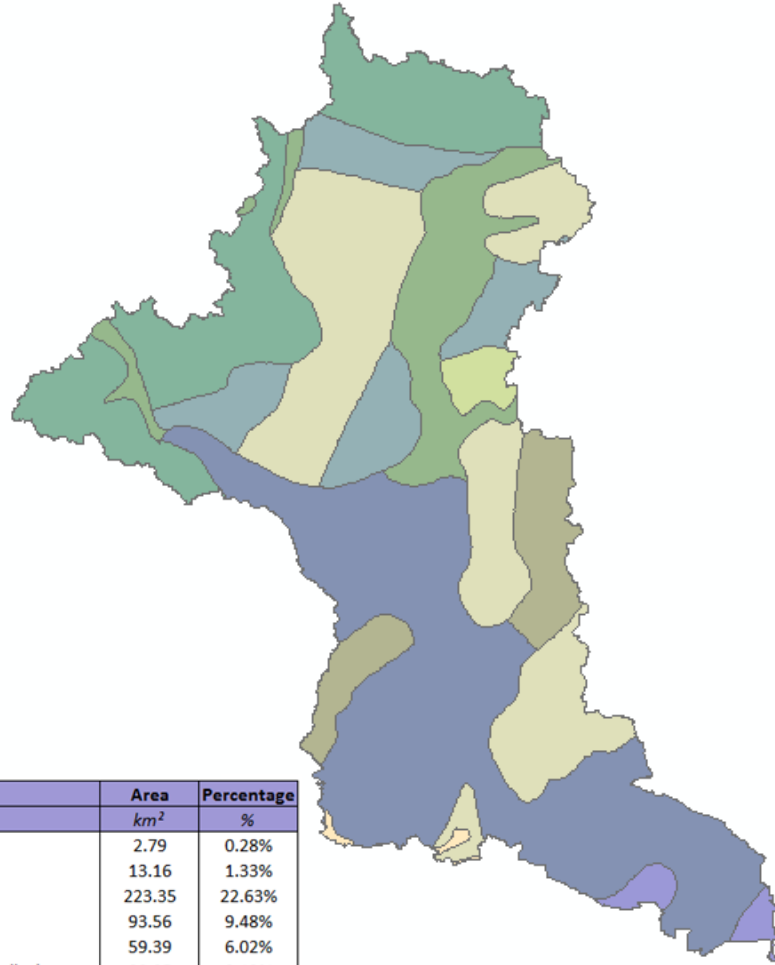 Area Percentage
km² %
2.79 0.28%
13.16 1.33%
223.35 22.63%
93.56 9.48%
59.39 6.02%